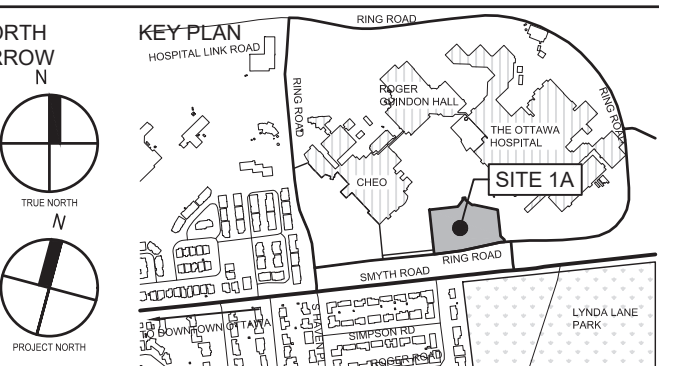 ORTH
RROW
N
TRUE NORTH
N
PROJECT NORTH
KEY PLAN
HOSPITAL LINK ROAD
RING ROAD
RING ROAD
RING ROAD
ROGER
GUINDON HALL
THE OTTAWA
HOSPITAL
CHEO
SITE 1A
RING ROAD
SMYTH ROAD
TO DOWNTOWN OTTAWA
SIMPSON RD
ROGER ROAD
LYNDA LANE
PARK